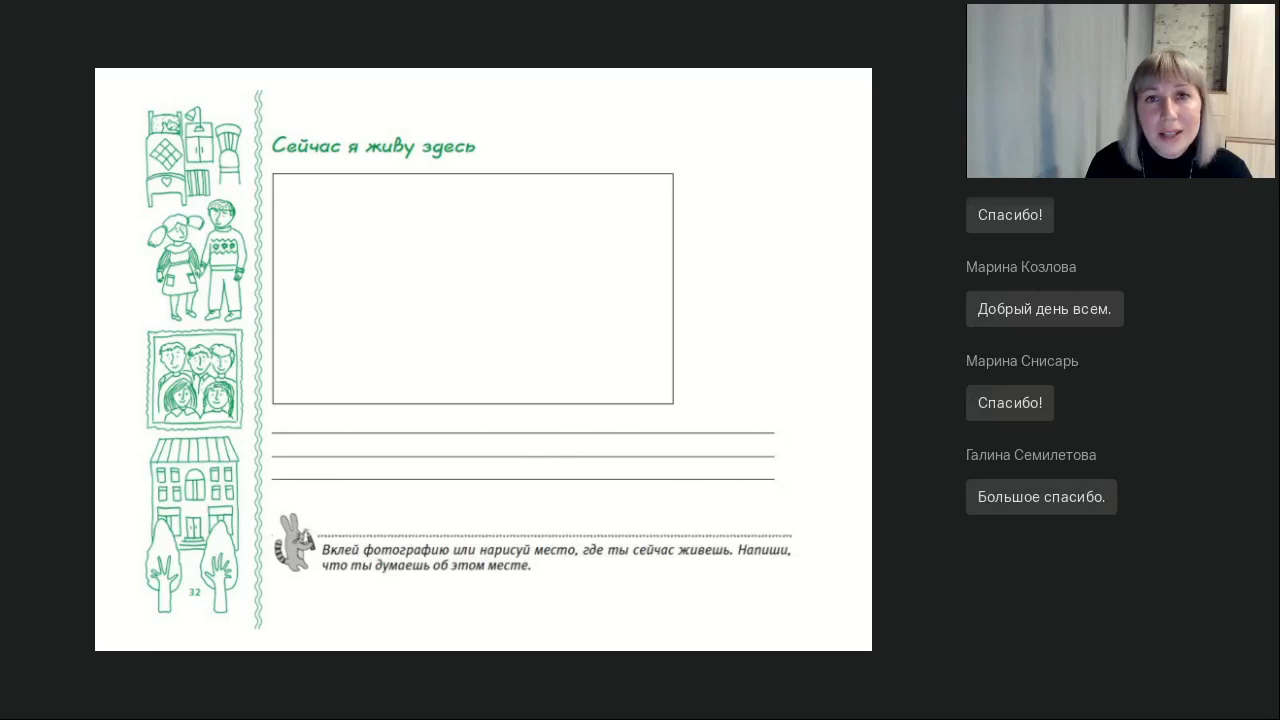 Сейчас я живу здесь
Вклей фотографию или нарисуй место, где ты сейчас живешь. Напиши,
что ты думаешь об этом месте.
32
Спасибо!
Марина Козлова
Добрый день всем.
Марина Снисарь
Спасибо!
Галина Семилетова
Большое спасибо.